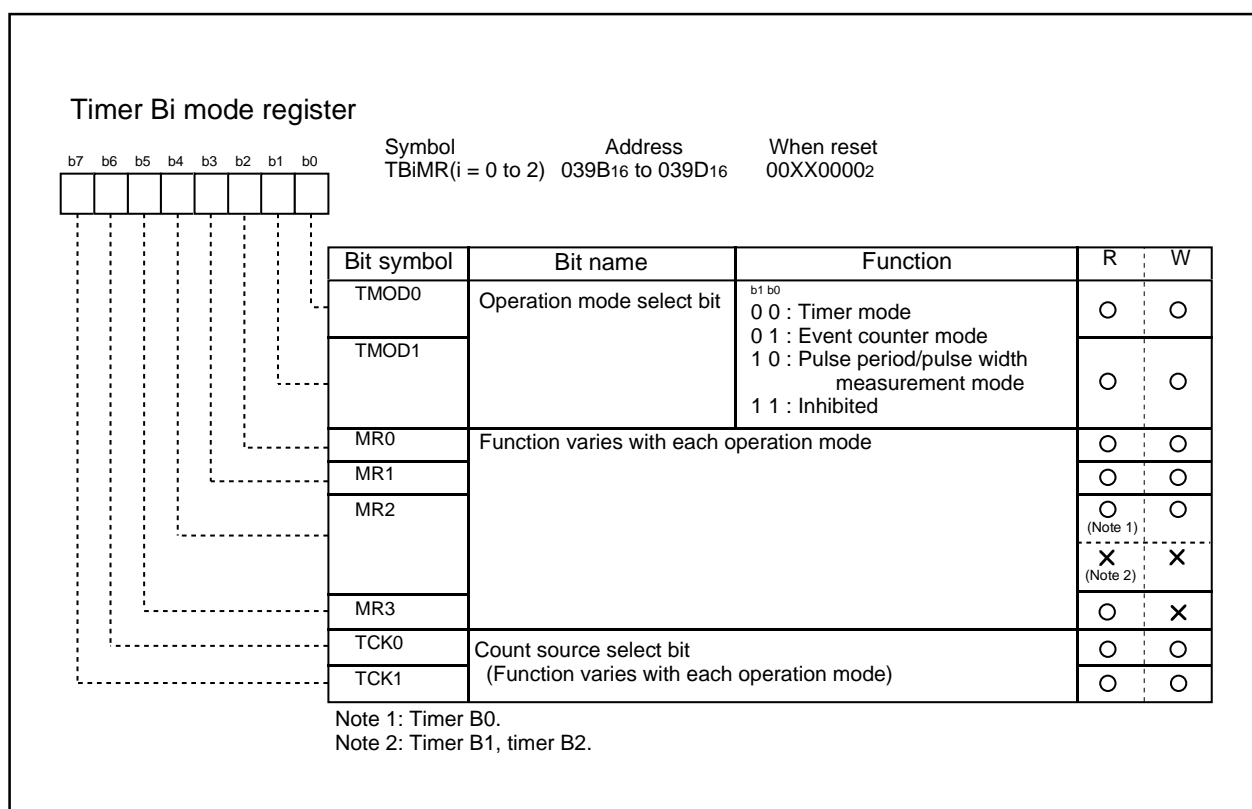 Timer Bi mode register
Symbol Address When reset
TBiMR(i = 0 to 2) 039B16 to 039D16 00XX00002
b7 b6 b5 b4 b3 b2 b1 b0
Bit symbol Bit name Function R W
TMOD0 Operation mode select bit b1 b0
0 0 : Timer mode
0 1 : Event counter mode
TMOD1 1 0 : Pulse period/pulse width
measurement mode
1 1 : Inhibited
MR0 Function varies with each operation mode
MR1
MR2
(Note 1)
(Note 2)
MR3
TCK0 Count source select bit
TCK1 (Function varies with each operation mode)
Note 1: Timer B0.
Note 2: Timer B1, timer B2.